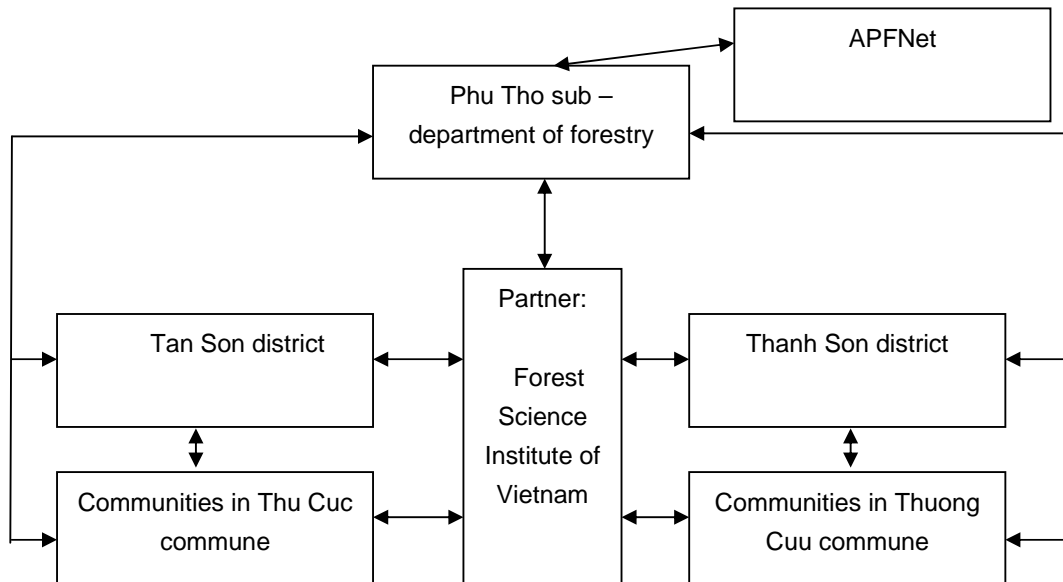 APFNet
Phu Tho sub –
department of forestry
Partner:
Forest
Science
Institute of
Vietnam
Tan Son district
Thanh Son district
Communities in Thu Cuc
commune
Communities in Thuong
Cuu commune